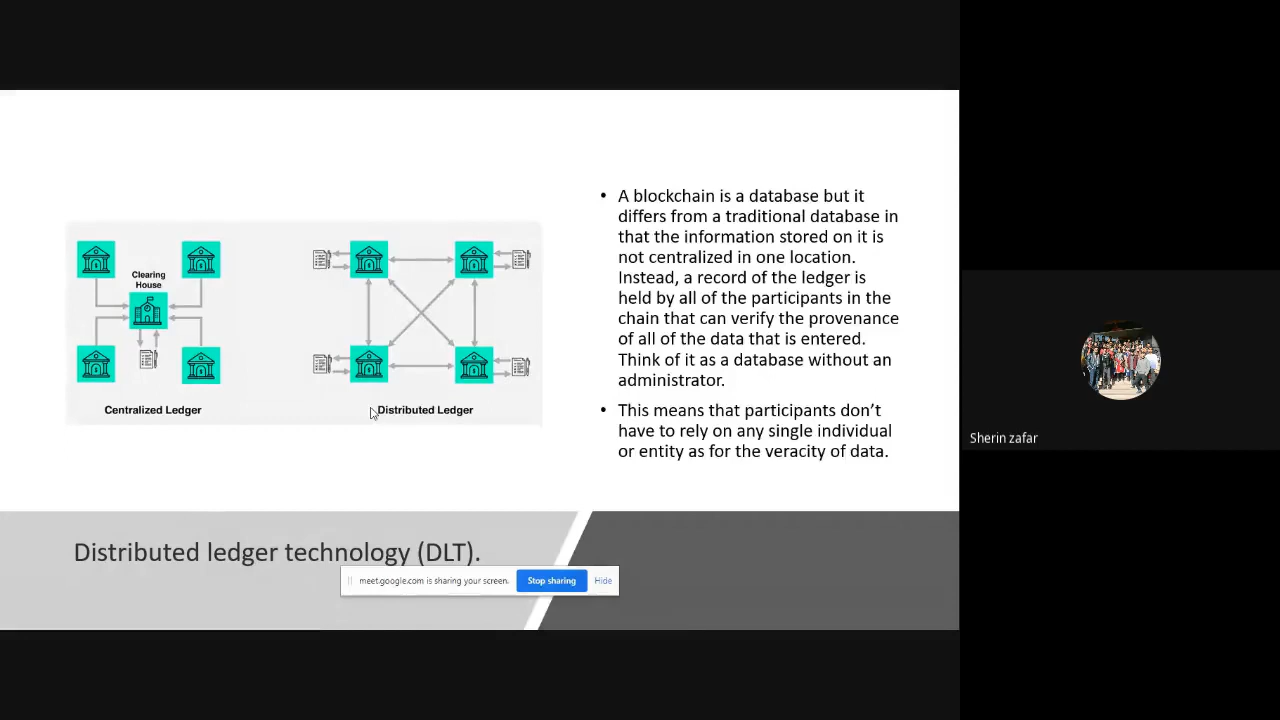 Clearing
House
Centralized Ledger
Distributed Ledger
• A blockchain is a database but it
differs from a traditional database in
that the information stored on it is
not centralized in one location.
Instead, a record of the ledger is
held by all of the participants in the
chain that can verify the provenance
of all of the data that is entered.
Think of it as a database without an
administrator.
• This means that participants don’t
have to rely on any single individual
or entity as for the veracity of data.
Distributed ledger technology (DLT).
meet.google.com is sharing your screen.
Stop sharing
Hide
Sherin zafar